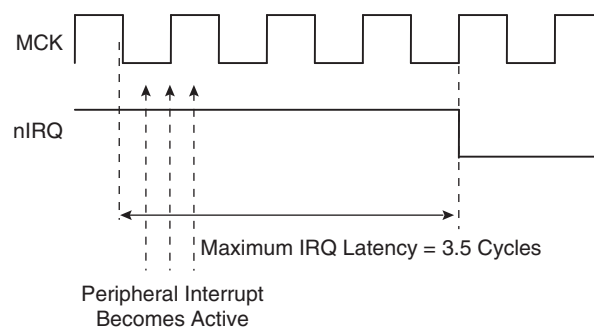 MCK
nIRQ
Maximum IRQ Latency = 3.5 Cycles
Peripheral Interrupt
Becomes Active